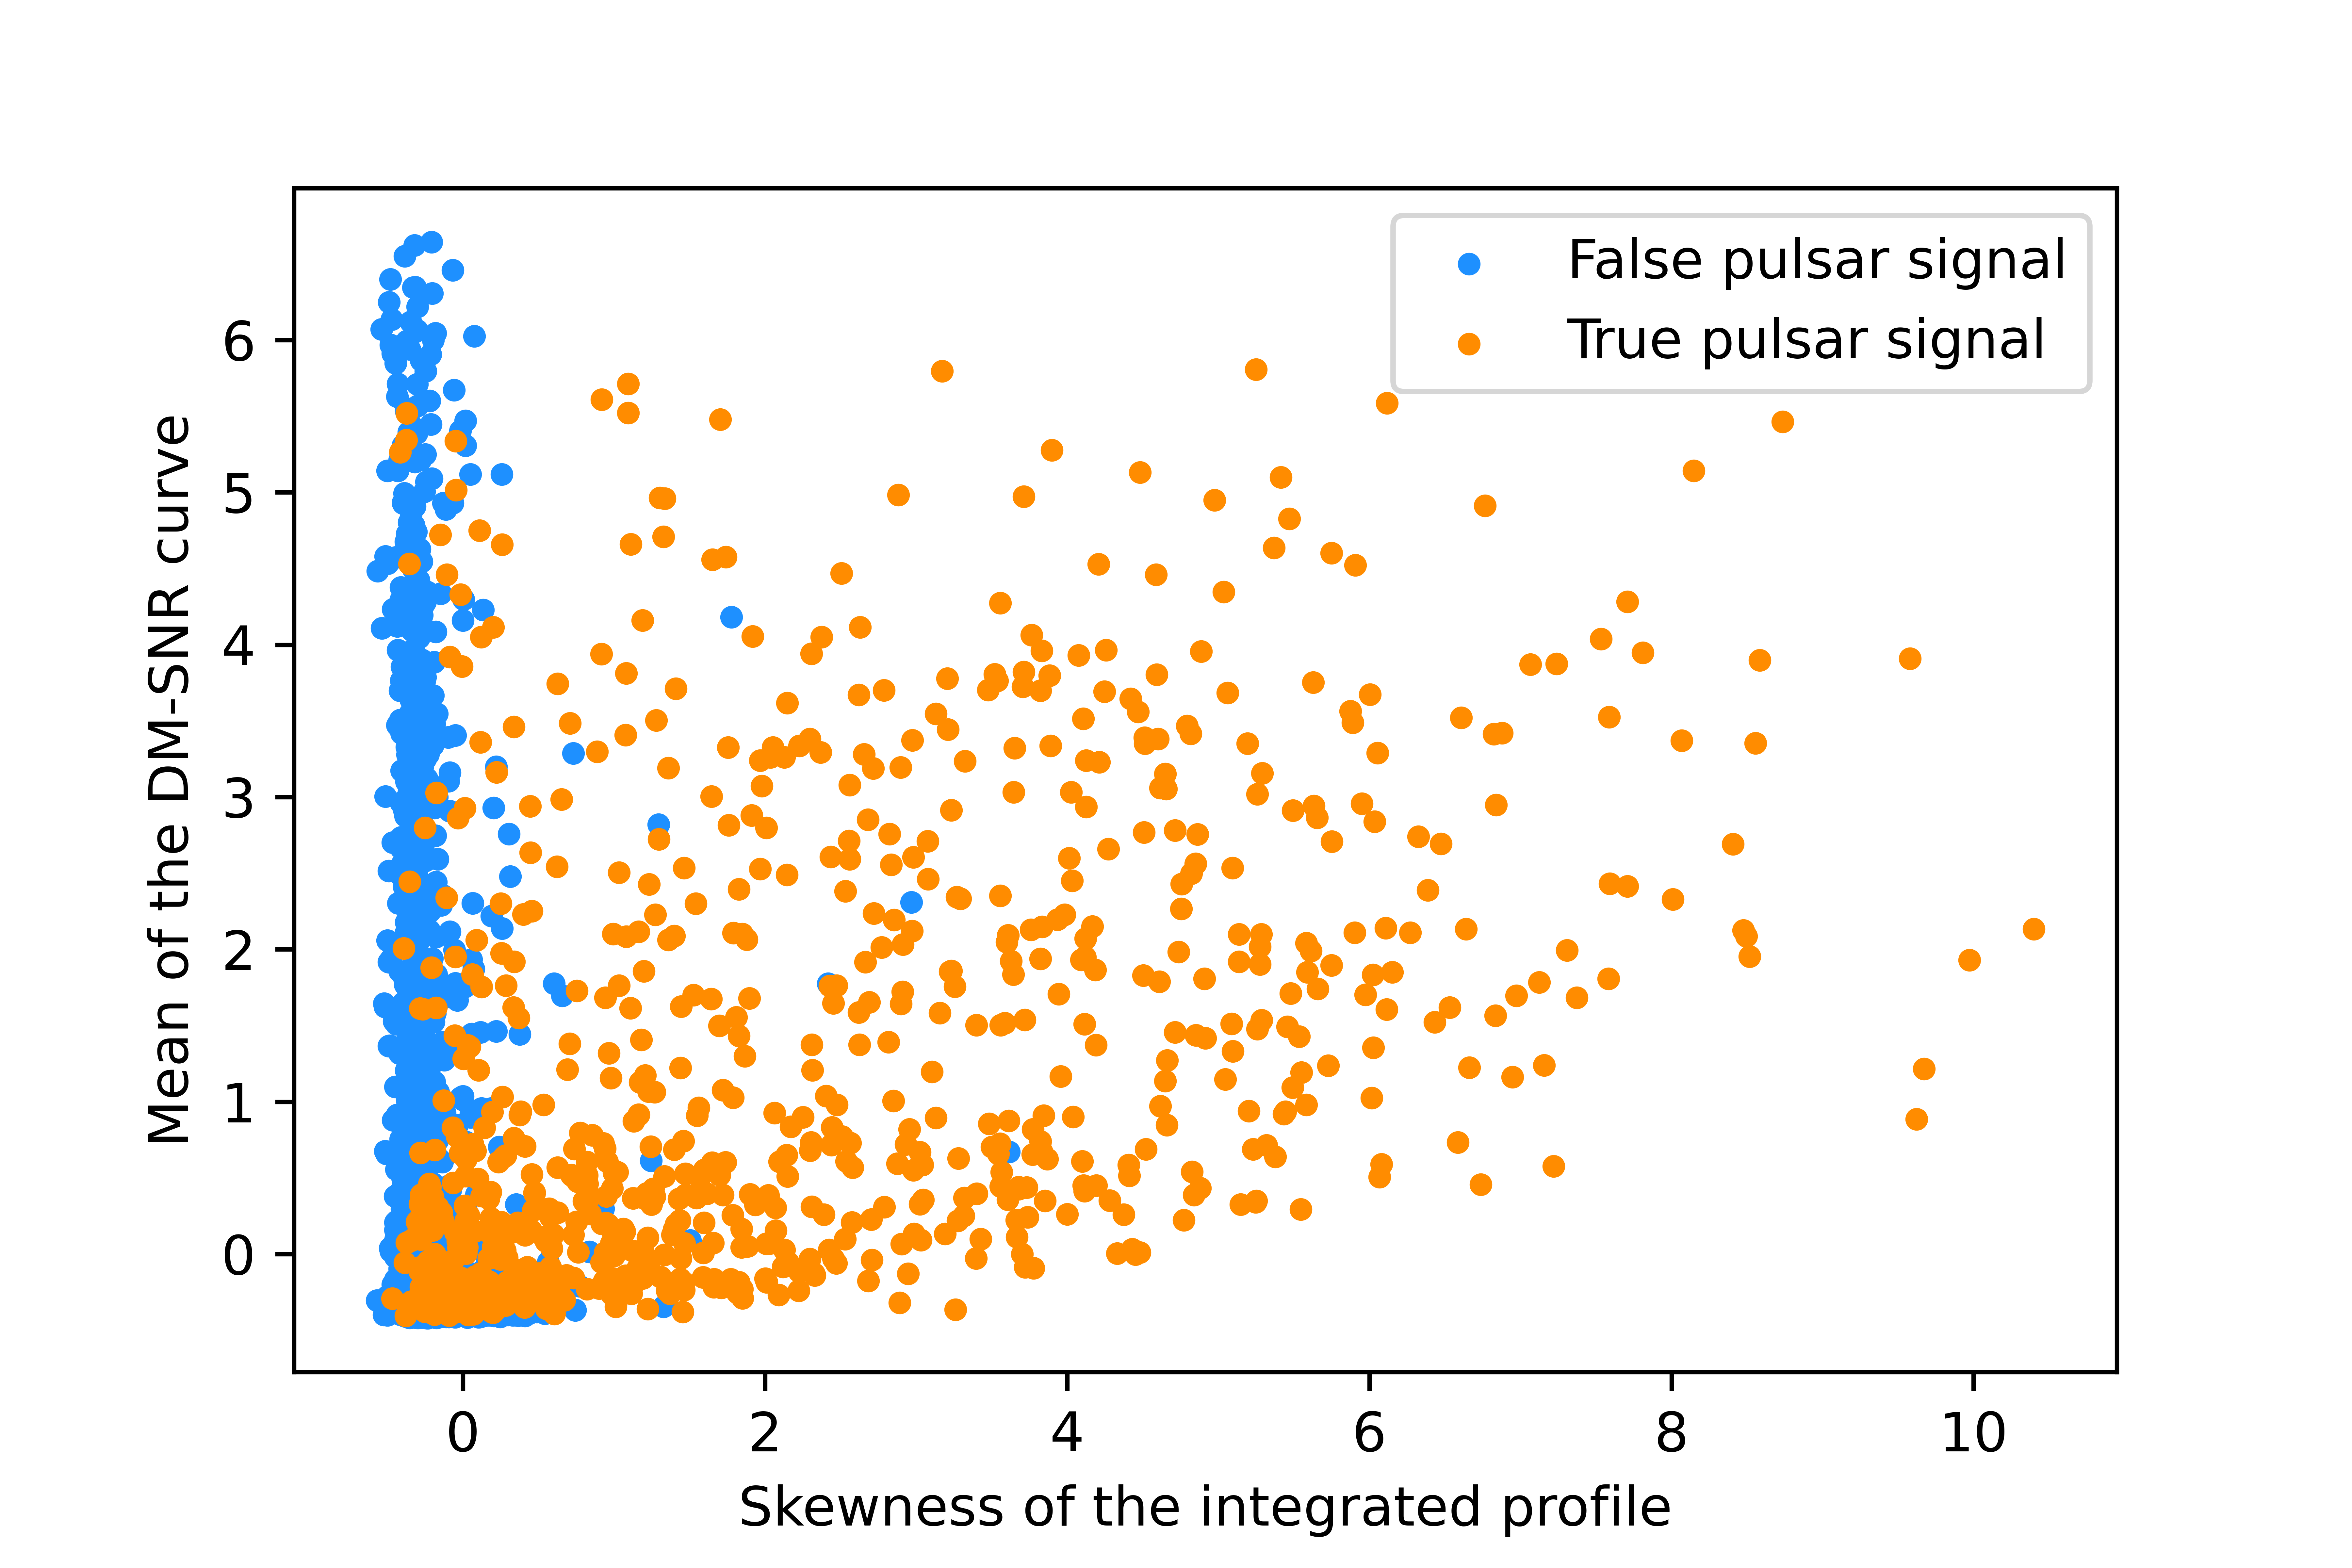 False pulsar signal
True pulsar signal
Mean of the DM-SNR curve
6
5
4
3
2
1
0
0 2 4 6 8 10
Skewness of the integrated profile